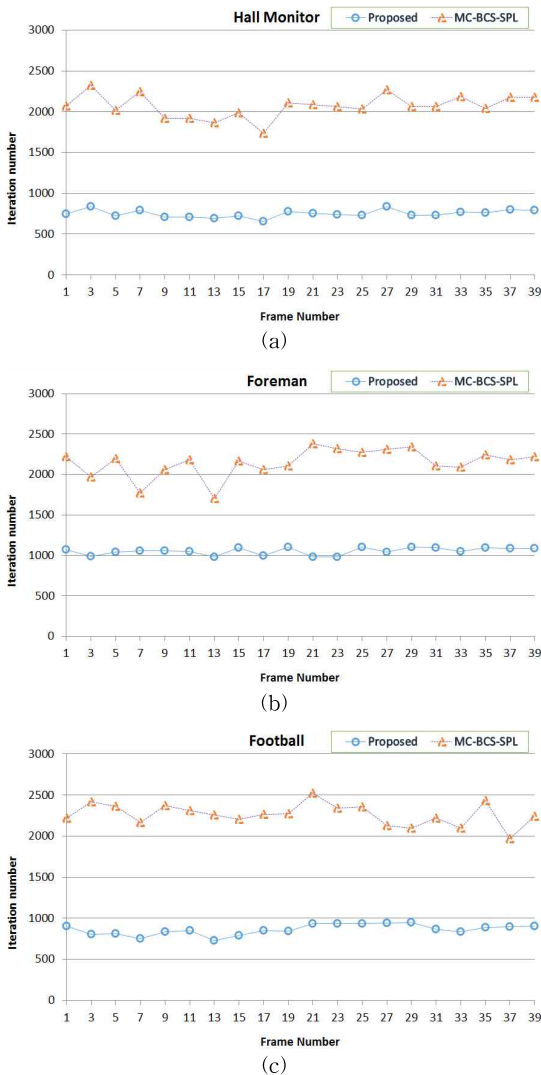 Hall Monitor
Proposed MC-BCS-SPL
3000
2500
2000
1500
1000
500
0
Iteration number
1 3 5 7 9 11 13 15 17 19 21 23 25 27 29 31 33 35 37 39
Frame Number
(a)
Foreman
Proposed MC-BCS-SPL
3000
2500
2000
1500
1000
500
0
Iteration number
1 3 5 7 9 11 13 15 17 19 21 23 25 27 29 31 33 35 37 39
Frame Number
(b)
Football
Proposed MC-BCS-SPL
3000
2500
2000
1500
1000
500
0
Iteration number
1 3 5 7 9 11 13 15 17 19 21 23 25 27 29 31 33 35 37 39
Frame Number
(c)